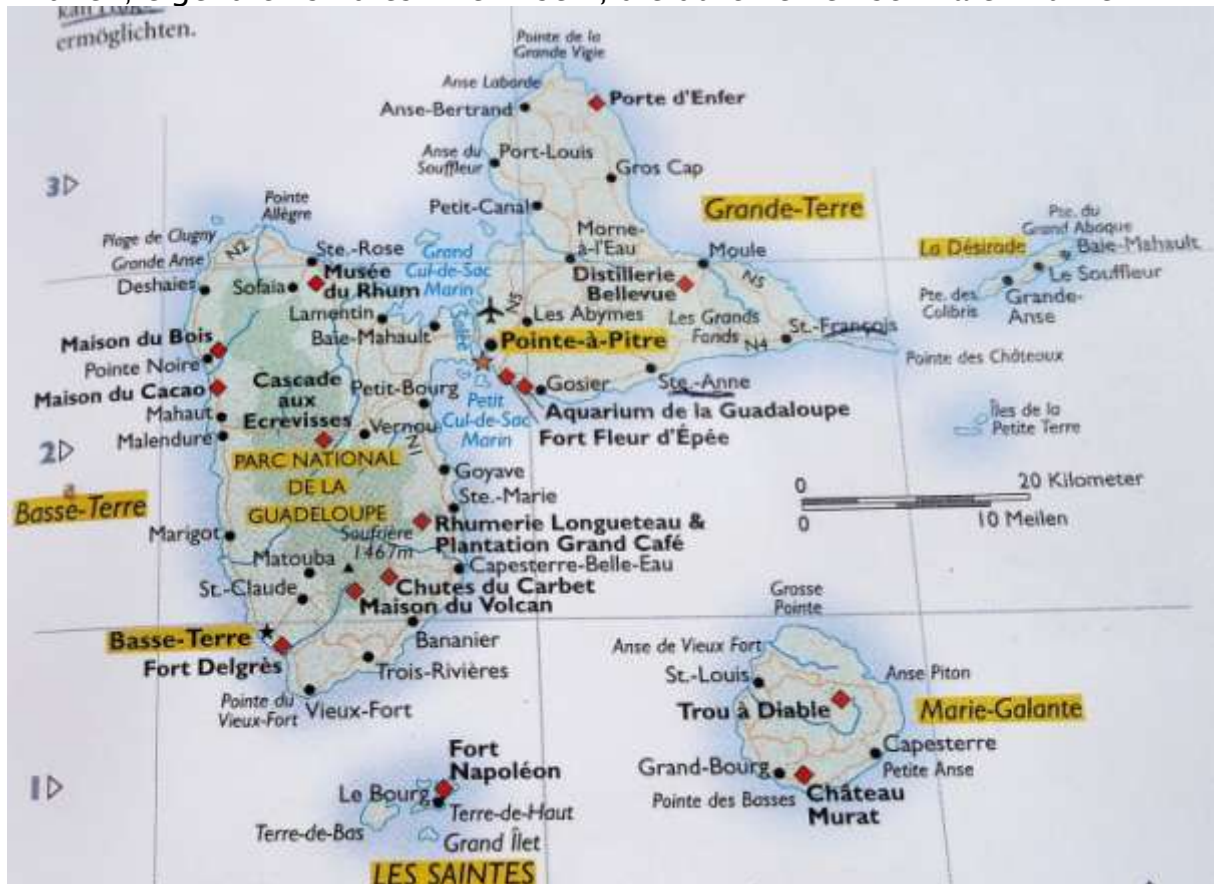 ermöglichten.
Pointe de la
Grande Vigie
Anse Laborde
Anse-Bertrand
Porte d'Enfer
Anse du
Souffleur
Port-Louis
Gros Cap
3
Petit-Canal
Grande-Terre
Pointe
Allègre
Plage de Clugny
Grande Anse
N2
Ste.-Rose
Grand
Cul-de-Sac
Marin
Morne-
à-l'Eau
Moule
Pte. du
Grand Abaque
La Désirade
Baie-Mahault
Deshaies
Sofaia
Musée
du Rhum
Distillerie
Bellevue
N5
Le Souffleur
Lamentin
N5
Les Abymes
Les Grands
Fonds
Pte. des
Colibris
Grande-
Anse
Maison du Bois
Baie-Mahault
Salée
Pointe-à-Pitre
N4
St.-François
Pointe Noire
Pointe des Châteaux
Maison du Cacao
Cascade
aux
Ecrevisses
Petit-Bourg
Gosier
Ste.-Anne
Mahaut
Petit
Cul-de-Sac
Marin
Aquarium de la Guadaloupe
Fort Fleur d'Épée
Îles de la
Petite Terre
Malendure
Vernou
N1
2
PARC NATIONAL
DE LA
GUADELOUPE
Goyave
Basse-Terre
Ste.-Marie
0 20 Kilometer
0 10 Meilen
Marigot
Soufrière
1467m
Rhumerie Longueteau &
Plantation Grand Café
Matouba
Capesterre-Belle-Eau
St.-Claude
Chutes du Carbet
Maison du Volcan
Grosse
Pointe
Basse-Terre
Bananier
Fort Delgrès
Trois-Rivières
Anse de Vieux Fort
St.-Louis
Anse Piton
Pointe du
Vieux-Fort
Vieux-Fort
Trou à Diable
Marie-Galante
Fort
Napoléon
Capesterre
Grand-Bourg
Petite Anse
1
Le Bourg
Terre-de-Haut
Pointe des Basses
Château
Murat
Terre-de-Bas
Grand Îlet
LES SAINTES